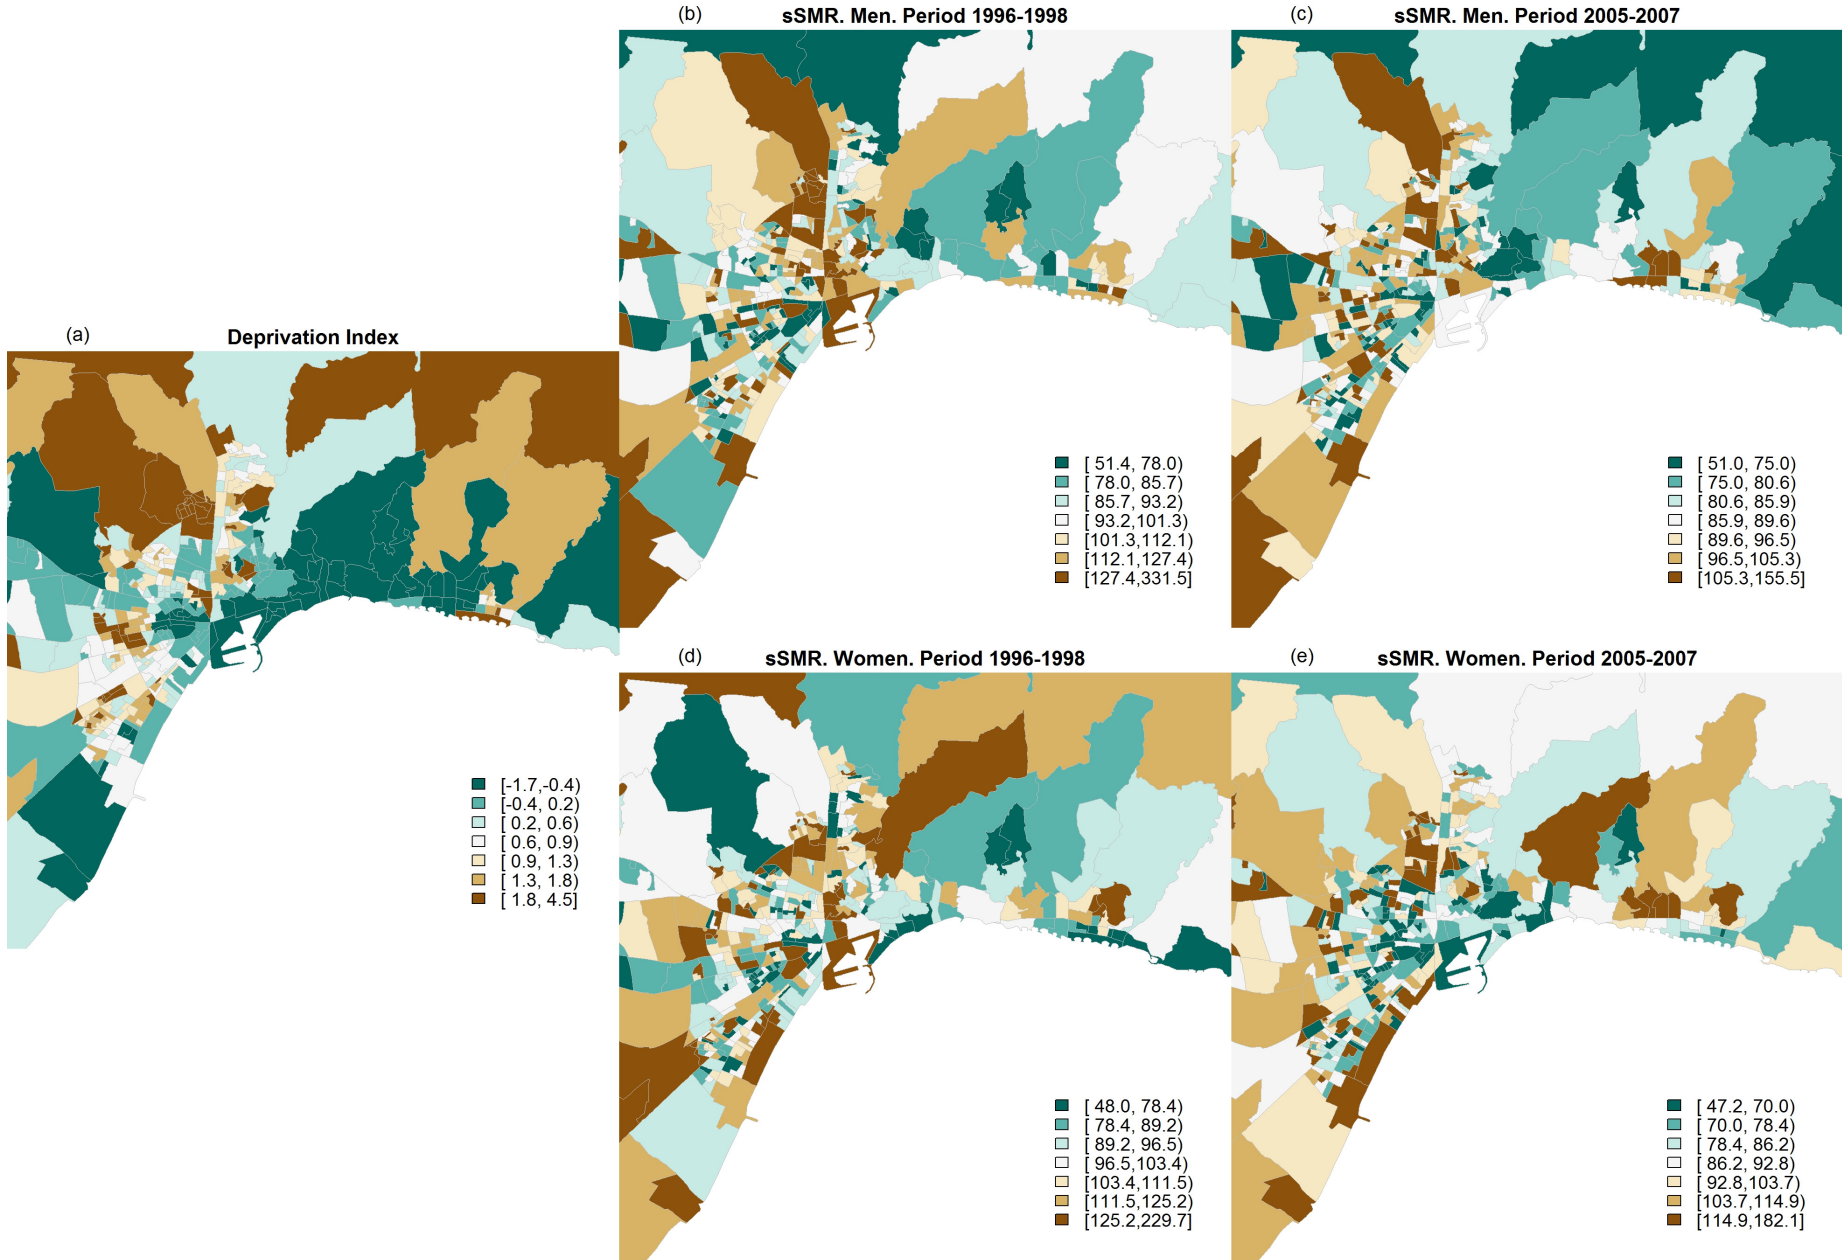 (a)
Deprivation Index
[-1.7,-0.4)
[-0.4, 0.2)
[ 0.2, 0.6)
[ 0.6, 0.9)
[ 0.9, 1.3)
[ 1.3, 1.8)
[ 1.8, 4.5]
(b)
sSMR. Men. Period 1996-1998
[ 51.4, 78.0)
[ 78.0, 85.7)
[ 85.7, 93.2)
[ 93.2,101.3)
[101.3,112.1)
[112.1,127.4)
[127.4,331.5]
(c)
sSMR. Men. Period 2005-2007
[ 51.0, 75.0)
[ 75.0, 80.6)
[ 80.6, 85.9)
[ 85.9, 89.6)
[ 89.6, 96.5)
[ 96.5,105.3)
[105.3,155.5]
(d)
sSMR. Women. Period 1996-1998
[ 48.0, 78.4)
[ 78.4, 89.2)
[ 89.2, 96.5)
[ 96.5,103.4)
[103.4,111.5)
[111.5,125.2)
[125.2,229.7]
(e)
sSMR. Women. Period 2005-2007
[ 47.2, 70.0)
[ 70.0, 78.4)
[ 78.4, 86.2)
[ 86.2, 92.8)
[ 92.8,103.7)
[103.7,114.9)
[114.9,182.1]